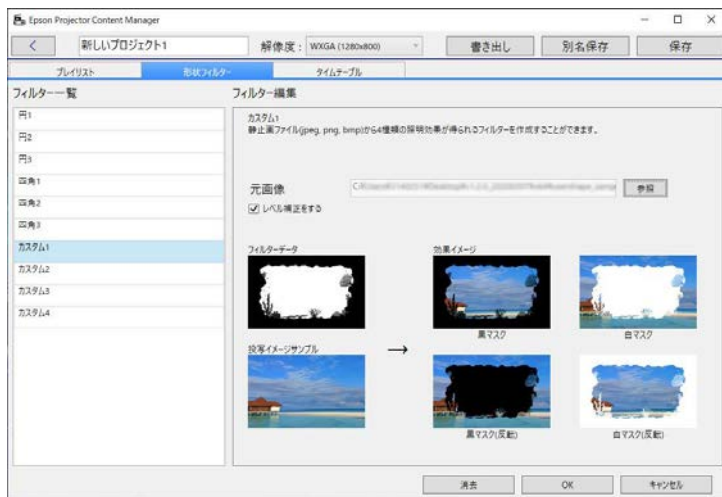 Epson Projector Content Manager
新しいプロジェクト1
解像度： WXGA (1280x800)
書き出し
別名保存
保存
プレイリスト
形状フィルター
タイムテーブル
フィルター一覧
フィルター編集
円1
円2
円3
四角1
四角2
四角3
カスタム1
カスタム2
カスタム3
カスタム4
カスタム1
静止画ファイル(jpeg, png, bmp)から4種類の照明効果が得られるフィルターを作成することができます。
元画像
参照
レベル補正をする
フィルターデータ
効果イメージ
黒マスク
白マスク
投写イメージサンプル
→
黒マスク(反転)
白マスク(反転)
消去
OK
キャンセル